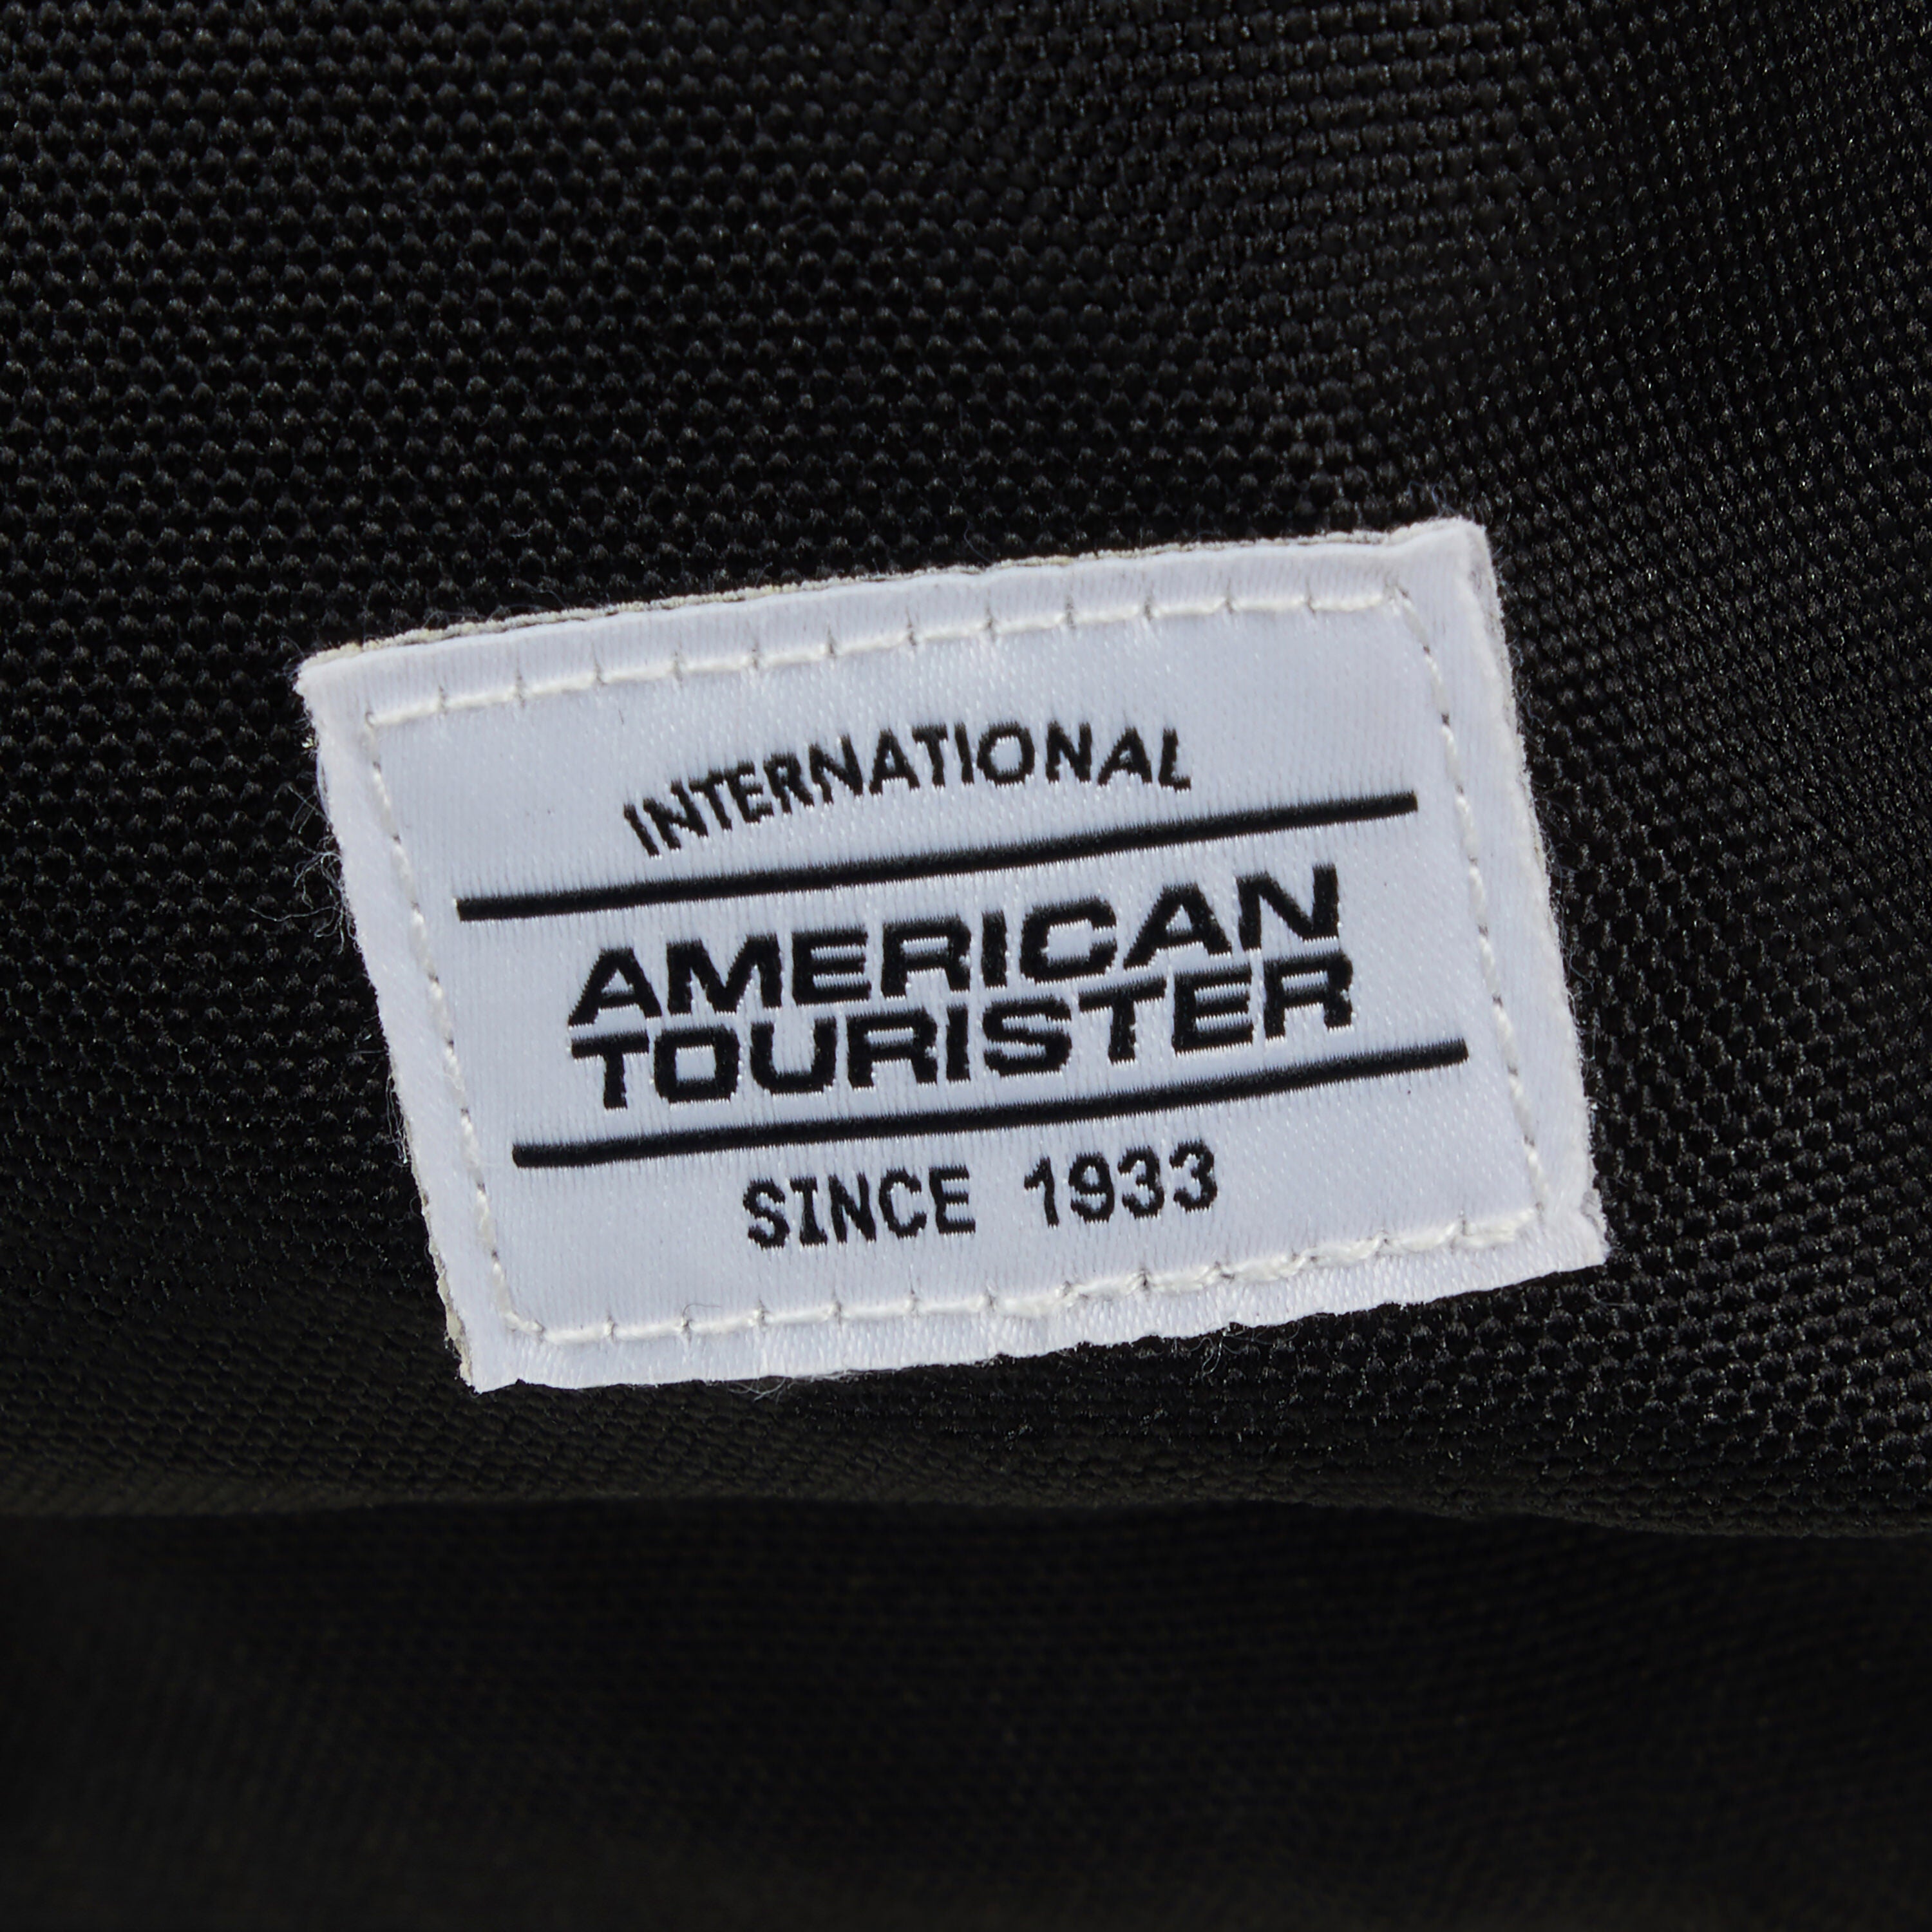 INTERNATIONAL
AMERICAN
TOURISTER
SINCE 1933